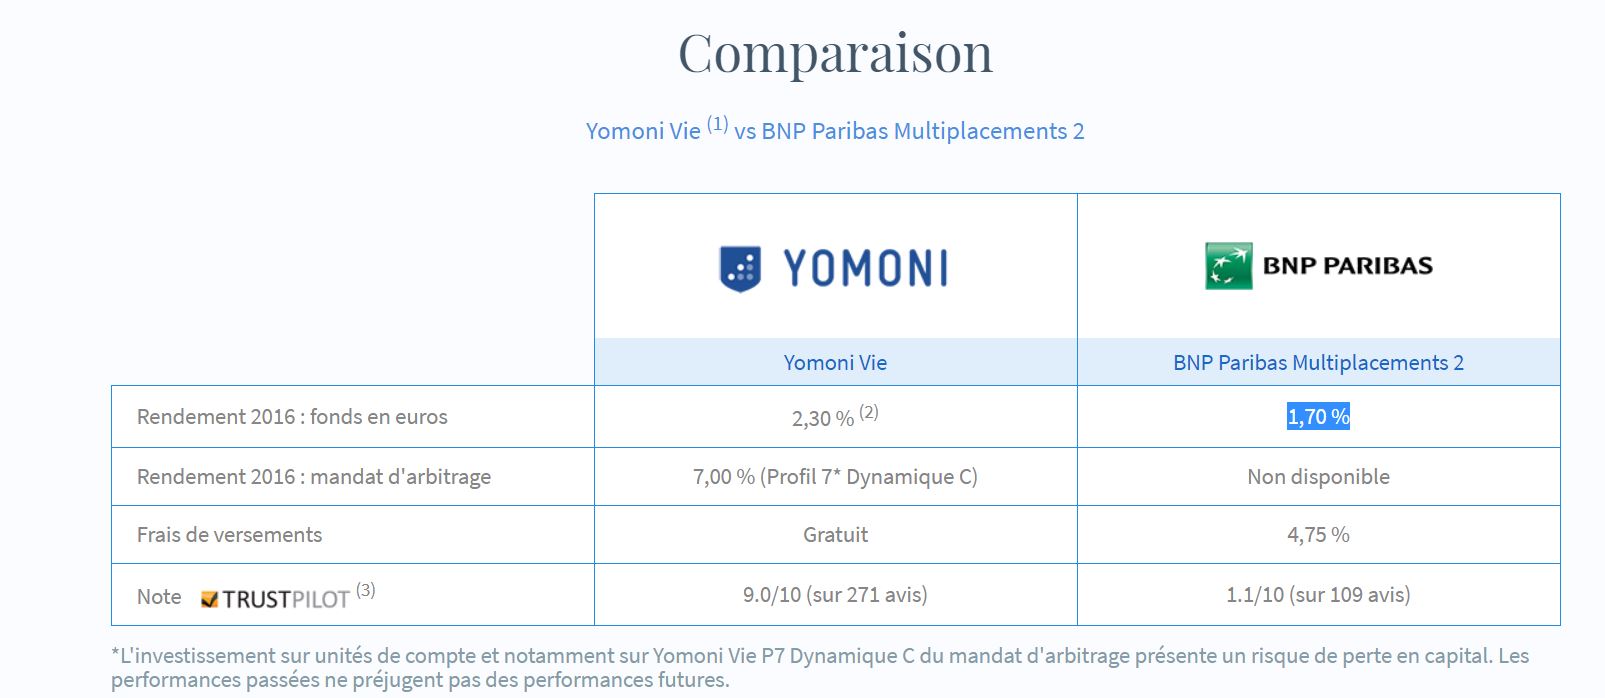 Comparaison
Yomoni Vie (1) vs BNP Paribas Multiplacements 2
YOMONI
BNP PARIBAS
Yomoni Vie
BNP Paribas Multiplacements 2
Rendement 2016 : fonds en euros
2,30 % (2)
1,70 %
Rendement 2016 : mandat d'arbitrage
7,00 % (Profil 7* Dynamique C)
Non disponible
Frais de versements
Gratuit
4,75 %
Note TRUSTPILOT (3)
9.0/10 (sur 271 avis)
1.1/10 (sur 109 avis)
*L'investissement sur unités de compte et notamment sur Yomoni Vie P7 Dynamique C du mandat d'arbitrage présente un risque de perte en capital. Les
performances passées ne préjugent pas des performances futures.